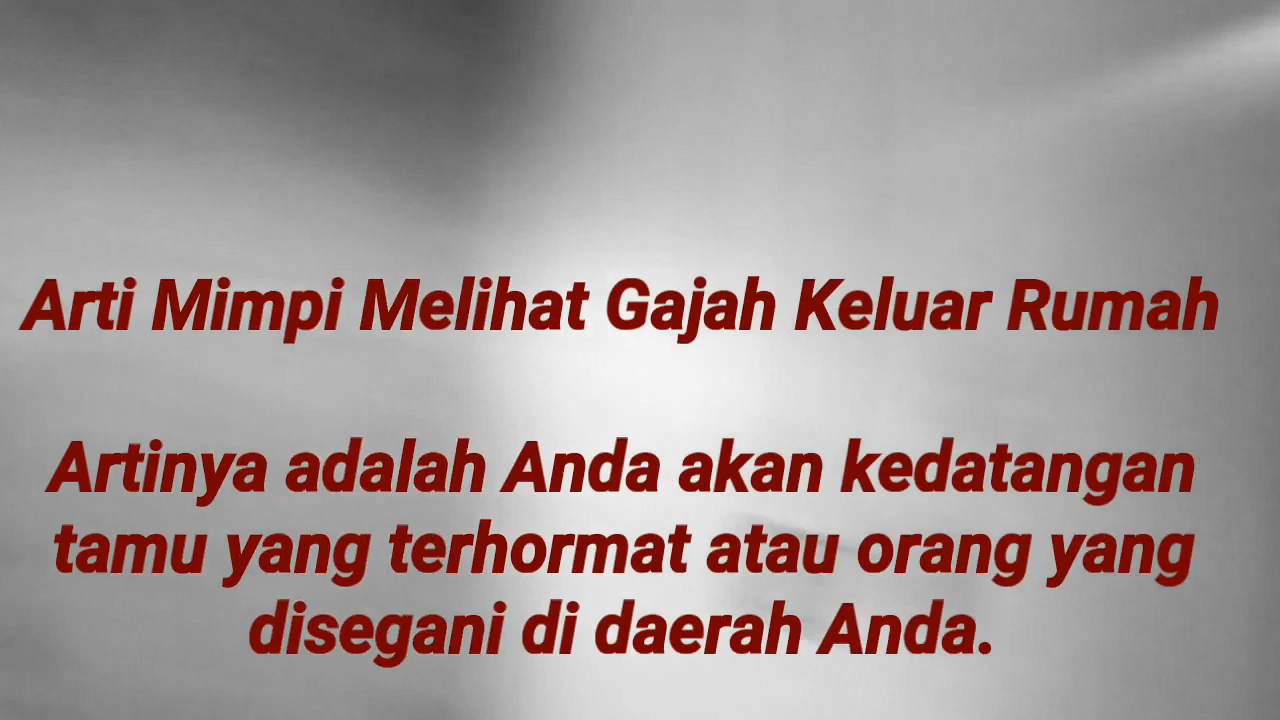 Arti Mimpi Melihat Gajah Keluar Rumah
Artinya adalah Anda akan kedatangan
tamu yang terhormat atau orang yang
disegani di daerah Anda.